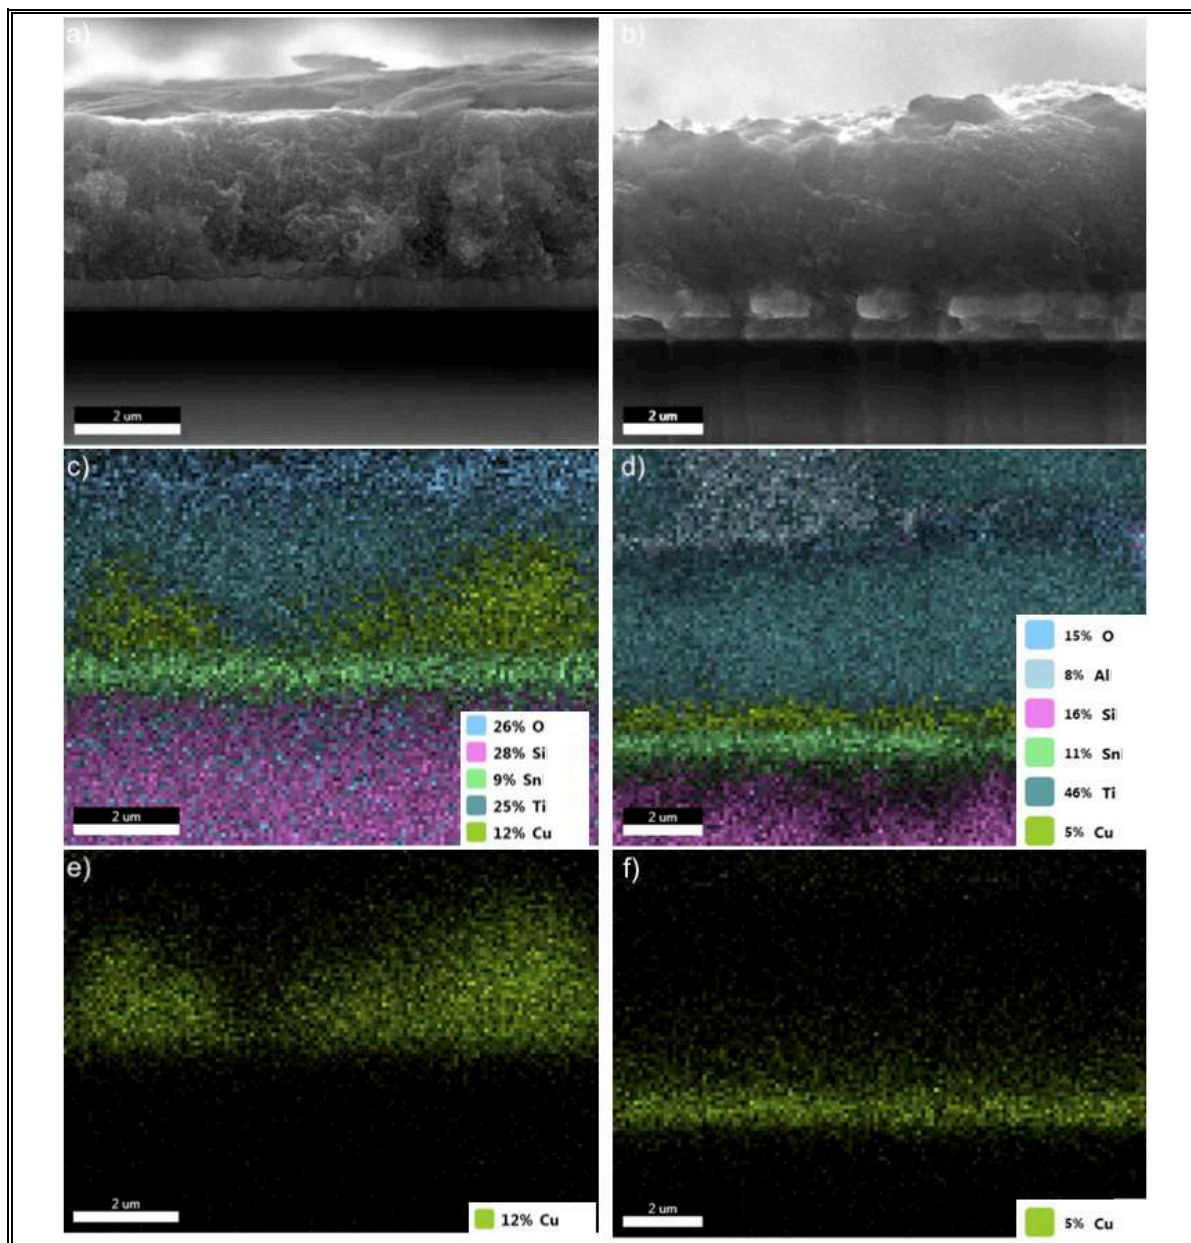 a)
b)
2 um
2 um
c)
d)
26% O
28% Si
9% Sn
25% Ti
12% Cu
2 um
15% O
8% Al
16% Si
11% Sn
46% Ti
5% Cu
2 um
e)
f)
2 um
12% Cu
2 um
5% Cu